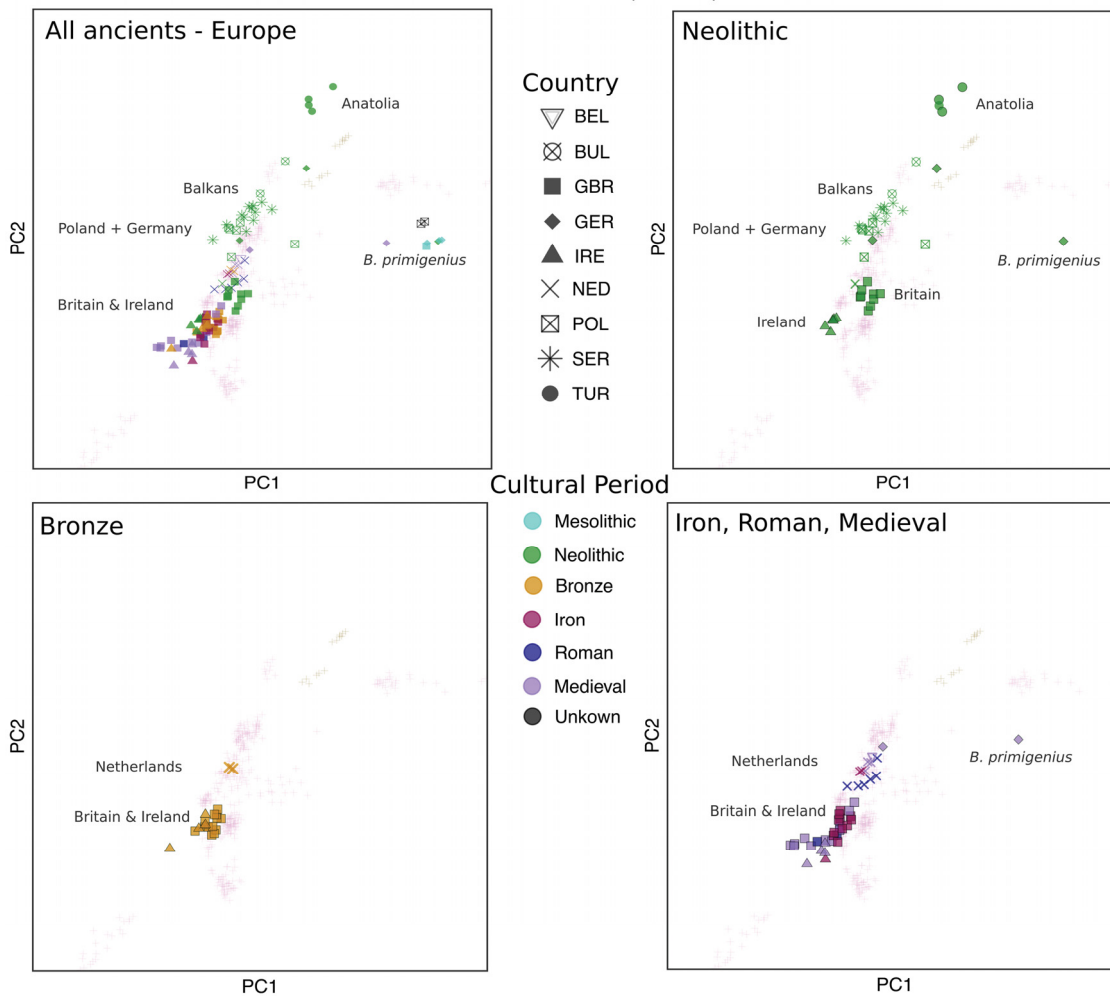 All ancients - Europe
Anatolia
Balkans
Poland + Germany
B. primigenius
Britain & Ireland
PC2
PC1
Country
BEL
BUL
GBR
GER
IRE
NED
POL
SER
TUR
Neolithic
Anatolia
Balkans
Poland + Germany
B. primigenius
Britain
Ireland
PC2
PC1
Cultural Period
Mesolithic
Neolithic
Bronze
Iron
Roman
Medieval
Unkown
Bronze
Netherlands
Britain & Ireland
PC2
PC1
Iron, Roman, Medieval
Netherlands
B. primigenius
Britain & Ireland
PC2
PC1